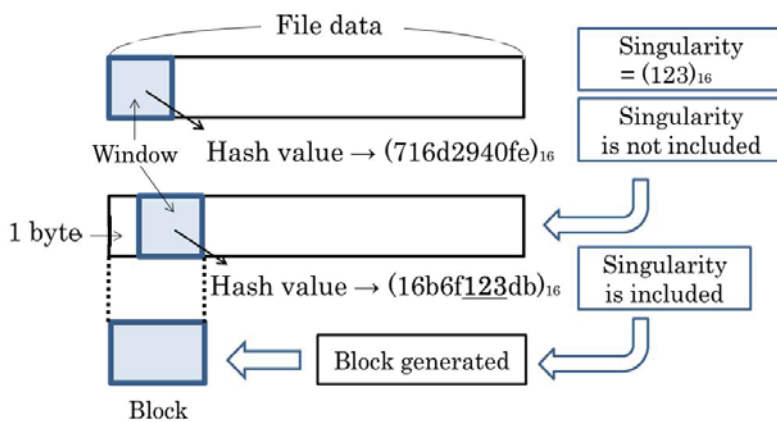 File data
Singularity
= (123)₁₆
Singularity
is not included
Window
Hash value → (716d2940fe)₁₆
1 byte
Hash value → (16b6f123db)₁₆
Singularity
is included
Block generated
Block